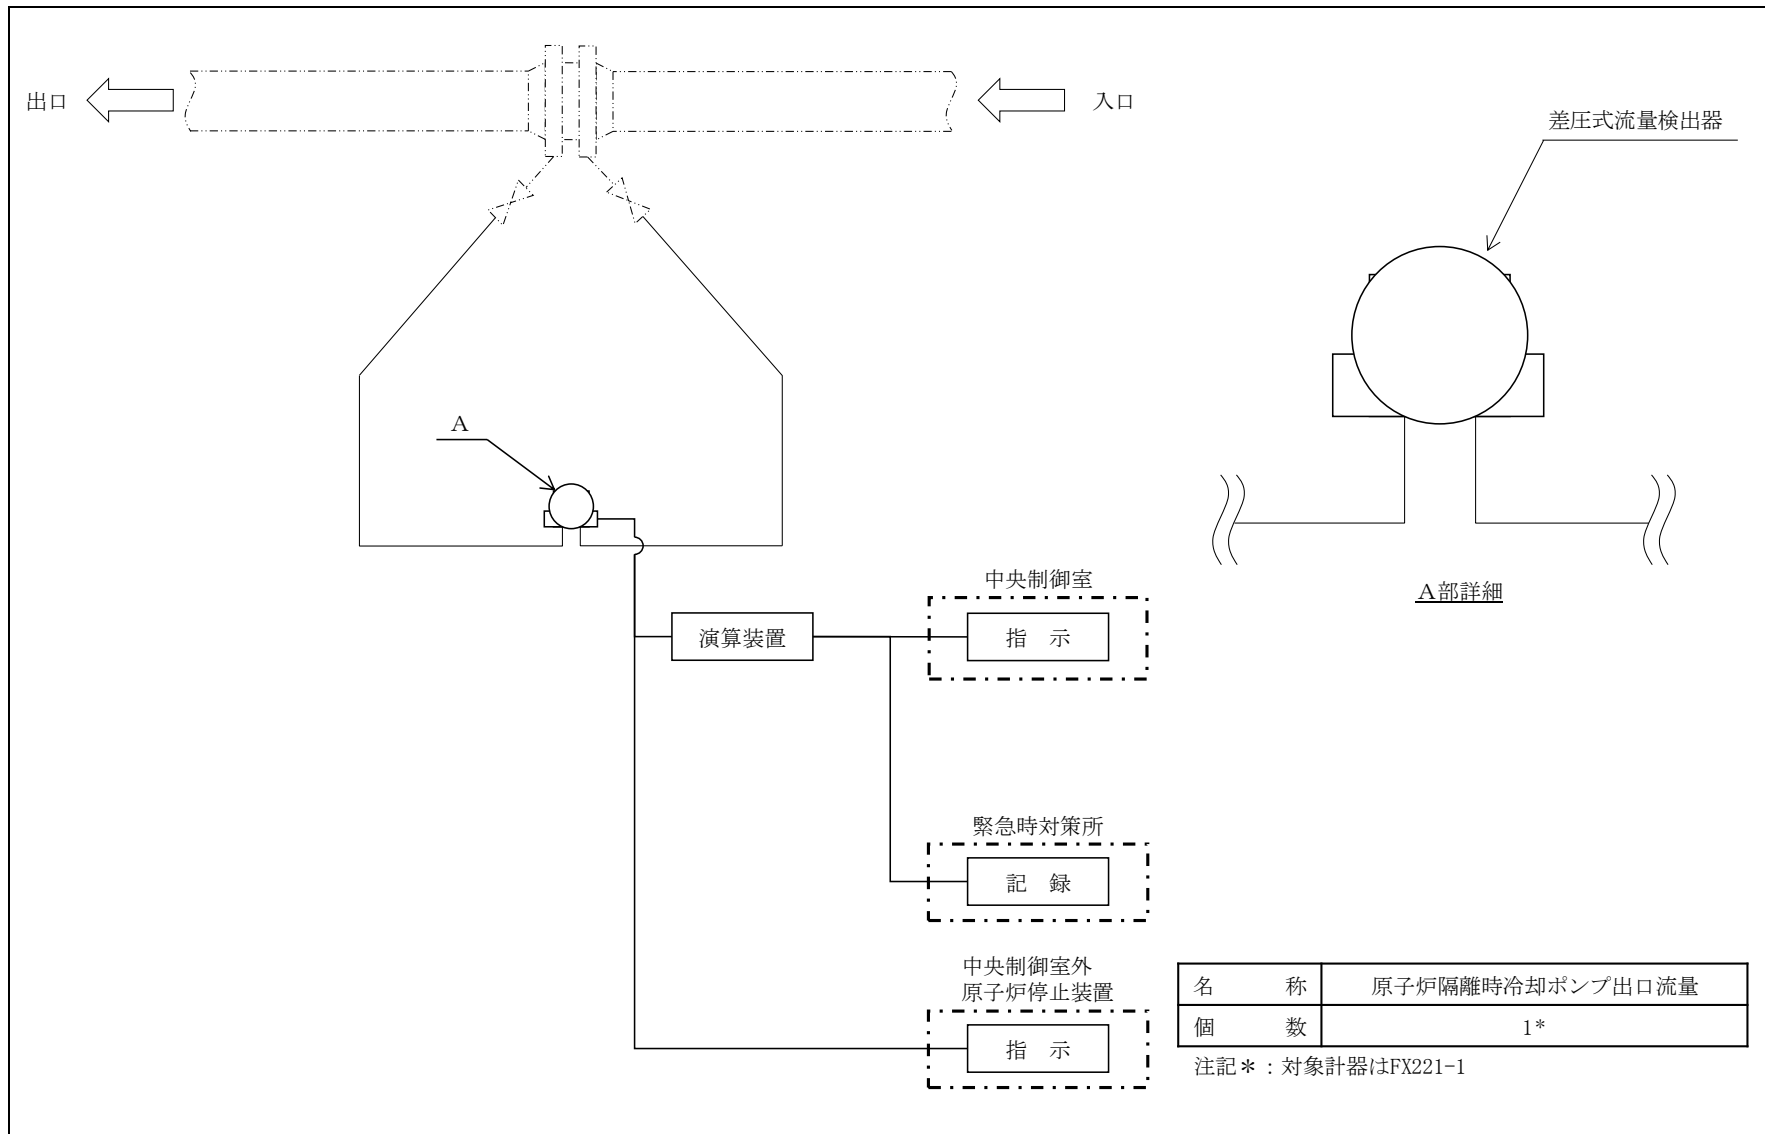 出口
入口
差圧式流量検出器
A
A部詳細
中央制御室
演算装置
指 示
緊急時対策所
記 録
中央制御室外
原子炉停止装置
指 示
名 称 原子炉隔離時冷却ポンプ出口流量
個 数 1*
注記*:対象計器はFX221-1